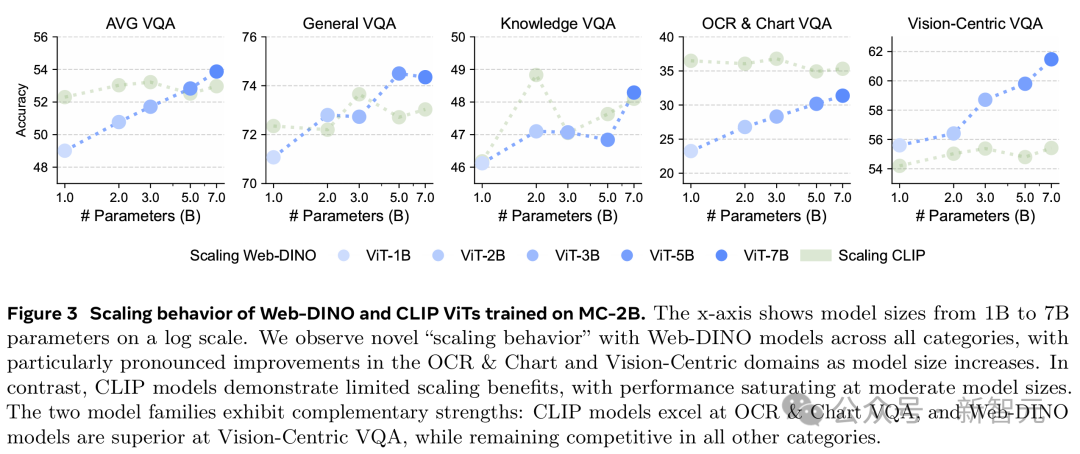 AVG VQA
General VQA
Knowledge VQA
OCR & Chart VQA
Vision-Centric VQA
Accuracy
56
54
52
50
48
1.0 2.0 3.0 5.0 7.0
# Parameters (B)
76
74
72
70
1.0 2.0 3.0 5.0 7.0
# Parameters (B)
50
49
48
47
46
1.0 2.0 3.0 5.0 7.0
# Parameters (B)
40
35
30
25
20
1.0 2.0 3.0 5.0 7.0
# Parameters (B)
62
60
58
56
54
1.0 2.0 3.0 5.0 7.0
# Parameters (B)
Scaling Web-DINO ViT-1B ViT-2B ViT-3B ViT-5B ViT-7B Scaling CLIP
Figure 3 Scaling behavior of Web-DINO and CLIP ViTs trained on MC-2B. The x-axis shows model sizes from 1B to 7B
parameters on a log scale. We observe novel “scaling behavior” with Web-DINO models across all categories, with
particularly pronounced improvements in the OCR & Chart and Vision-Centric domains as model size increases. In
contrast, CLIP models demonstrate limited scaling benefits, with performance saturating at moderate model sizes.
The two model families exhibit complementary strengths: CLIP models excel at OCR & Chart VQA, and Web-DINO
models are superior at Vision-Centric VQA, while remaining competitive in all other categories.
公众号 · 新智元